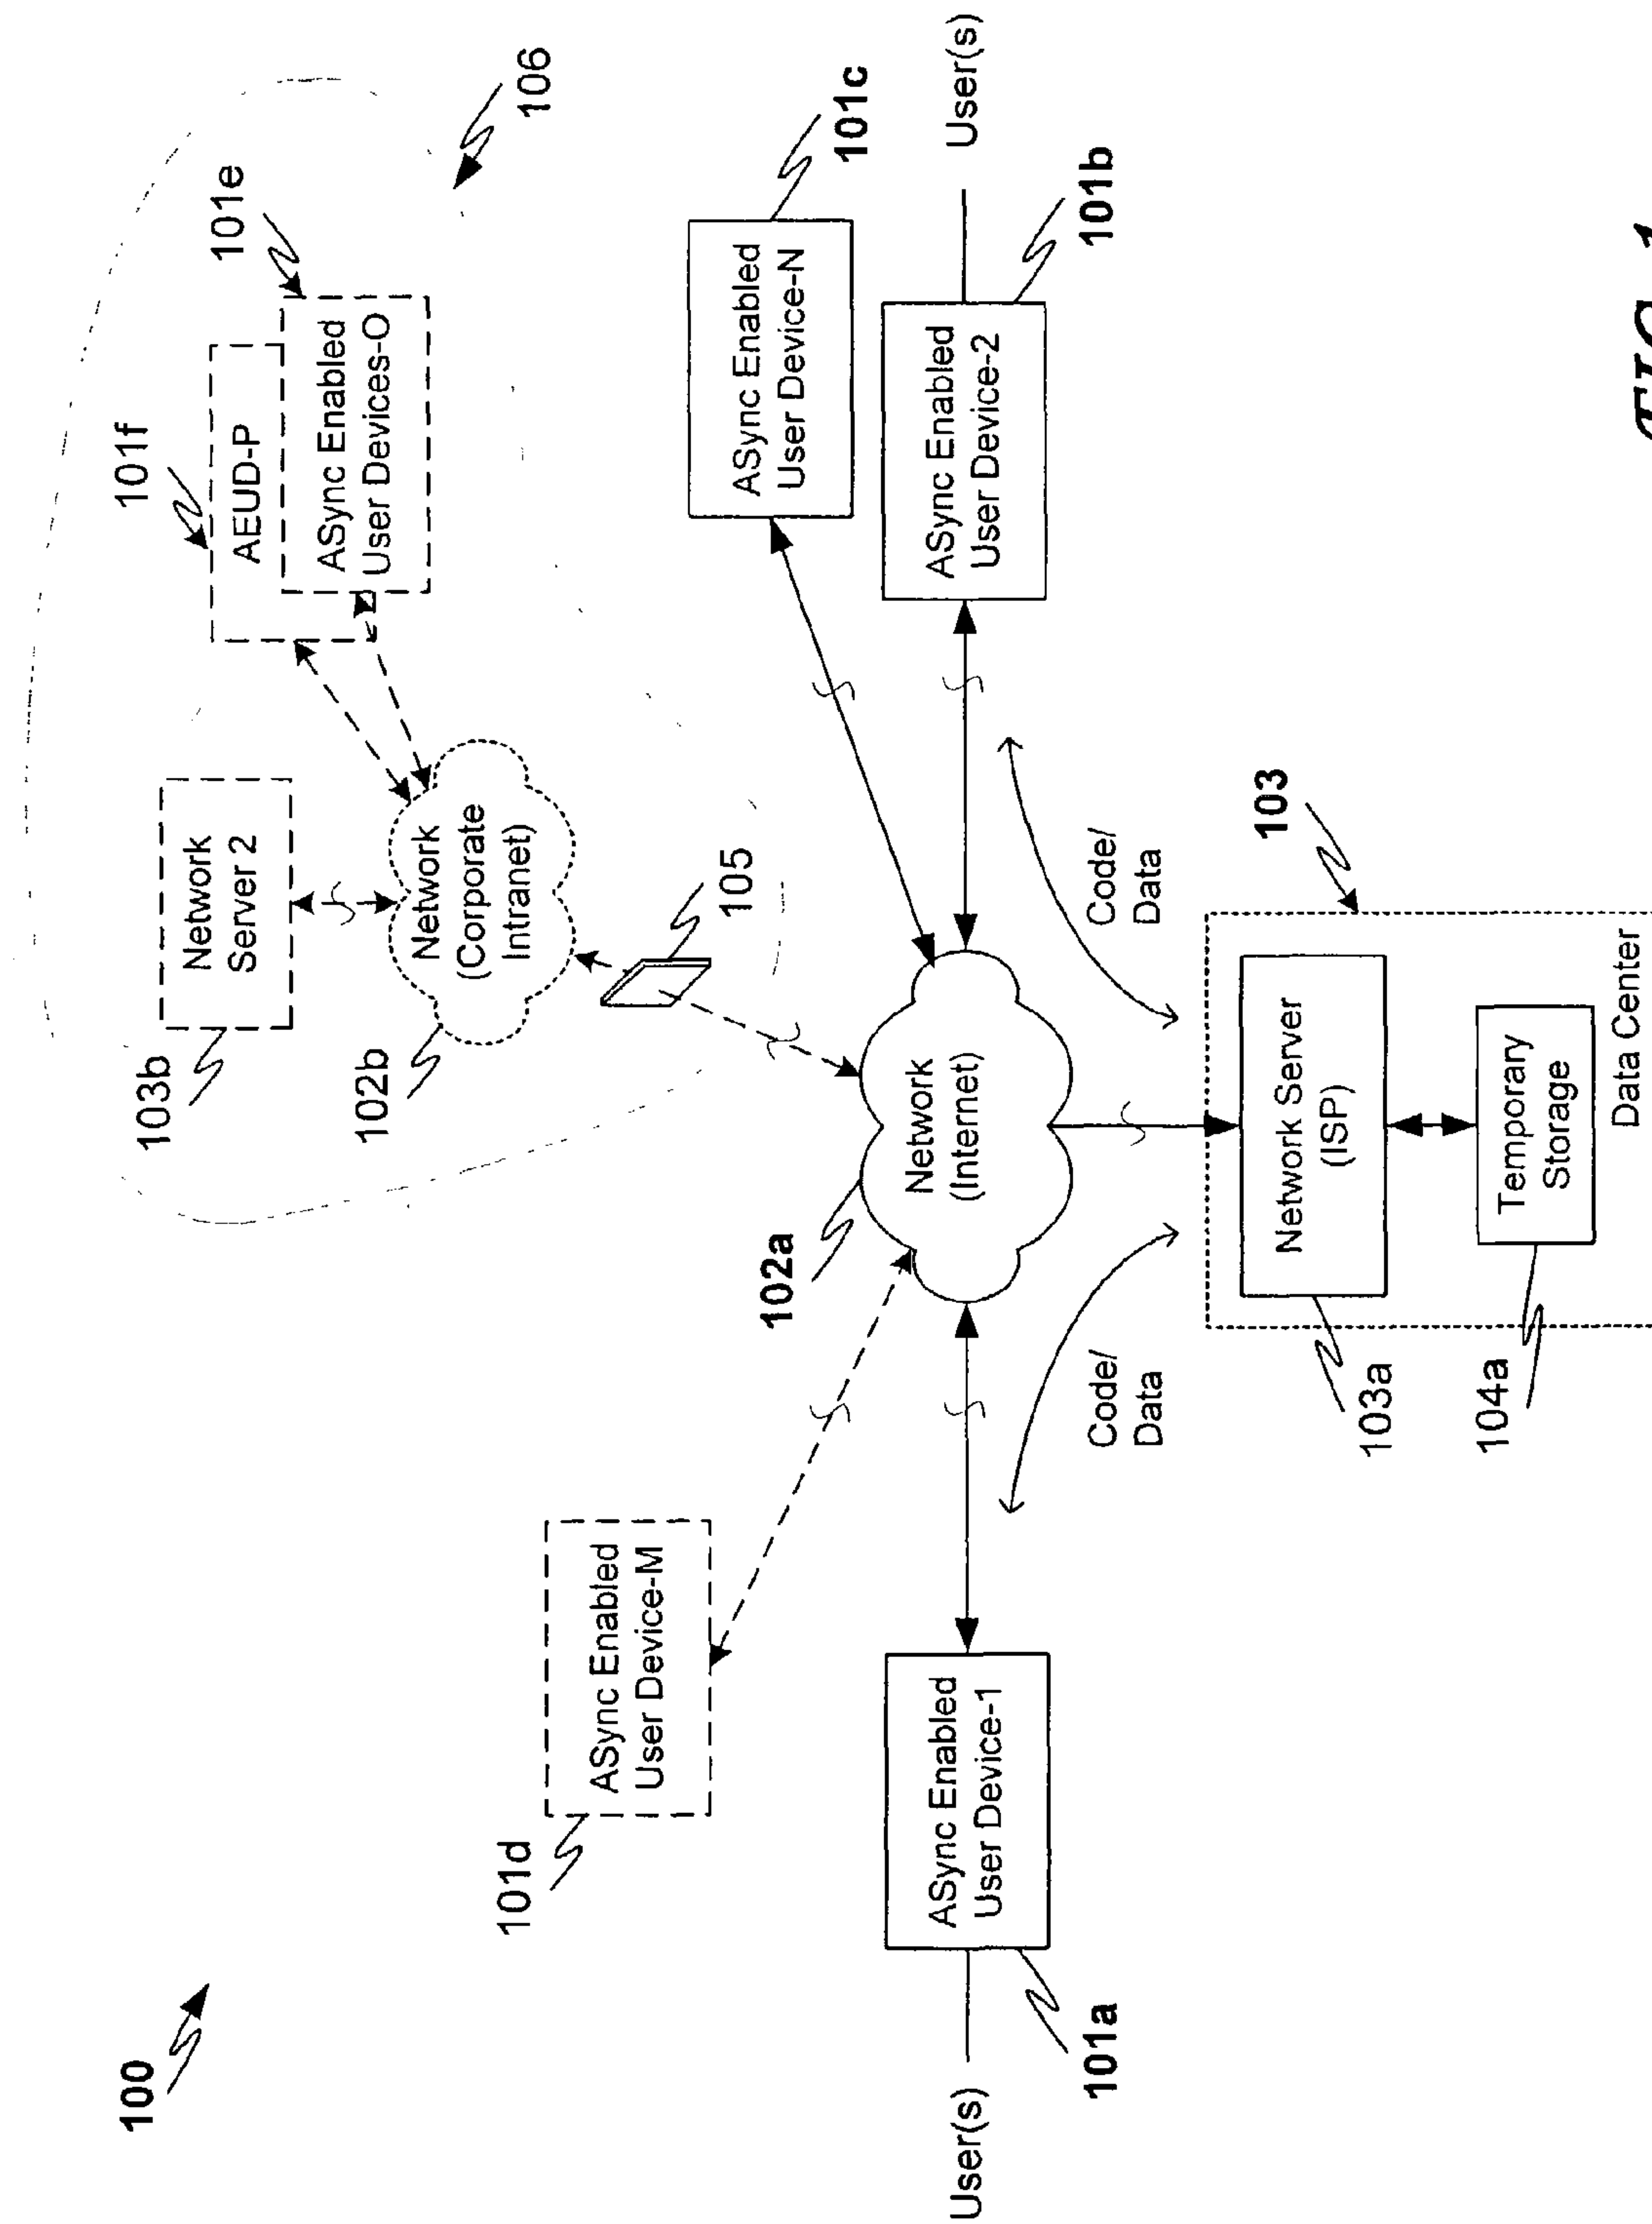 100
101f
AEUD-P
101e
ASync Enabled
User Devices-O
106
103b
Network
Server 2
102b
Network
(Corporate
Intranet)
105
101d
ASync Enabled
User Device-M
101c
ASync Enabled
User Device-N
102a
Network
(Internet)
User(s)
101a
ASync Enabled
User Device-1
ASync Enabled
User Device-2
101b
User(s)
Code/
Data
Code/
Data
103
103a
Network Server
(ISP)
104a
Temporary
Storage
Data Center